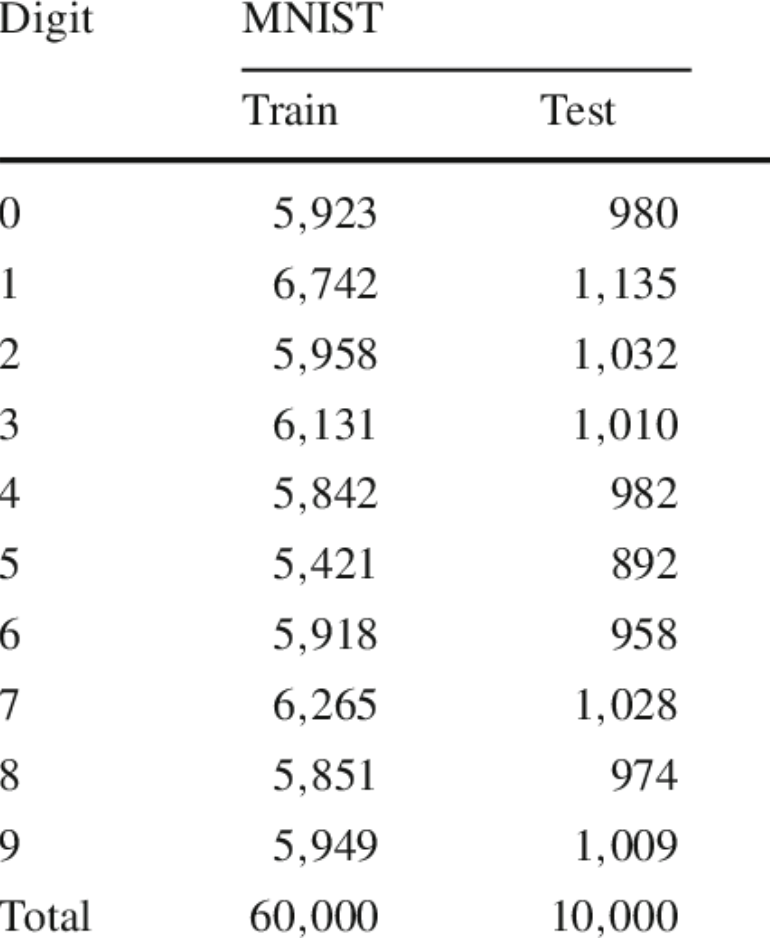 Digit MNIST
Train Test
0 5,923 980
1 6,742 1,135
2 5,958 1,032
3 6,131 1,010
4 5,842 982
5 5,421 892
6 5,918 958
7 6,265 1,028
8 5,851 974
9 5,949 1,009
Total 60,000 10,000